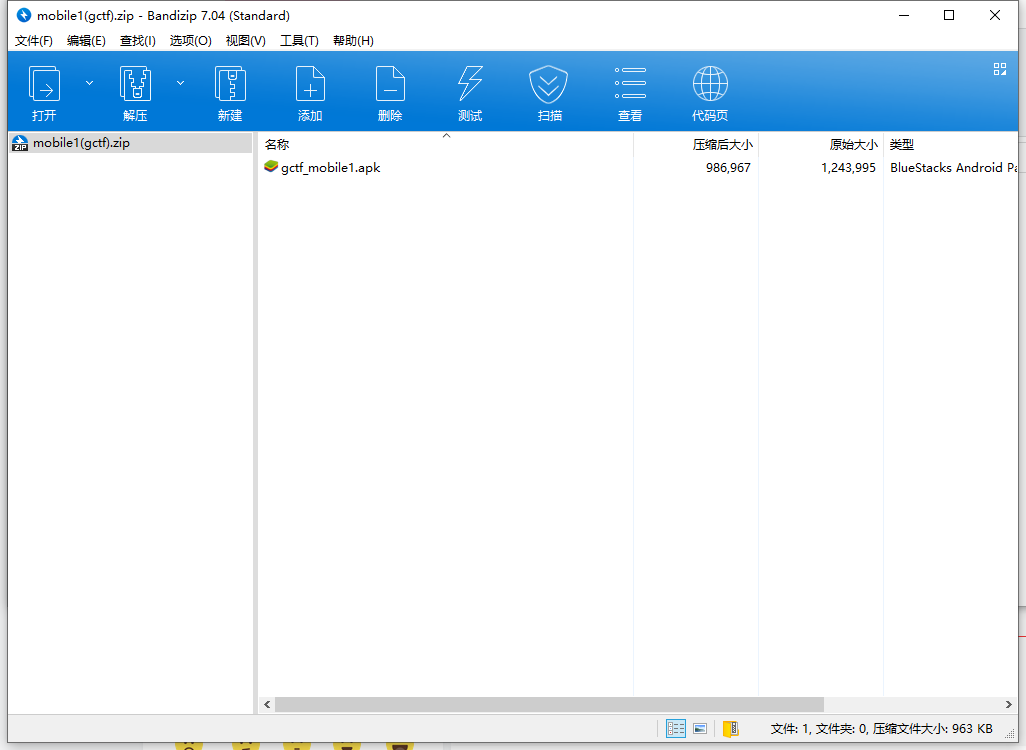 mobile1(gctf).zip - Bandizip 7.04 (Standard)
文件(F) 编辑(E) 查找(I) 选项(O) 视图(V) 工具(T) 帮助(H)
打开 解压 新建 添加 删除 测试 扫描 查看 代码页
mobile1(gctf).zip
名称 压缩后大小 原始大小 类型
gctf_mobile1.apk 986,967 1,243,995 BlueStacks Android Pa
文件: 1, 文件夹: 0, 压缩文件大小: 963 KB